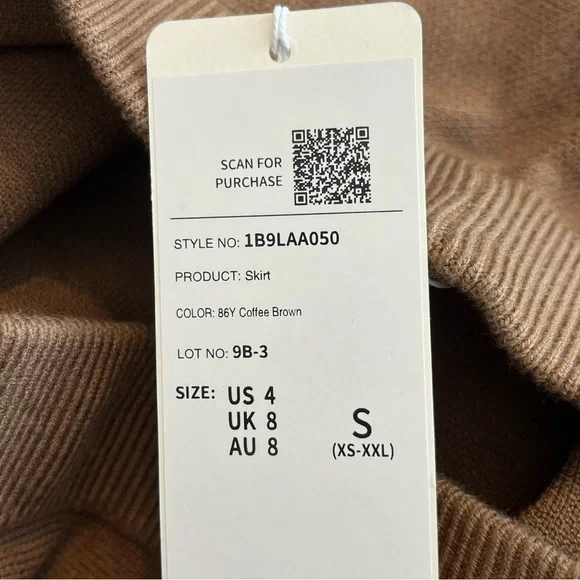 SCAN FOR
PURCHASE
STYLE NO: 1B9LAA050
PRODUCT: Skirt
COLOR: 86Y Coffee Brown
LOT NO: 9B-3
SIZE: US 4
UK 8
AU 8
S
(XS-XXL)